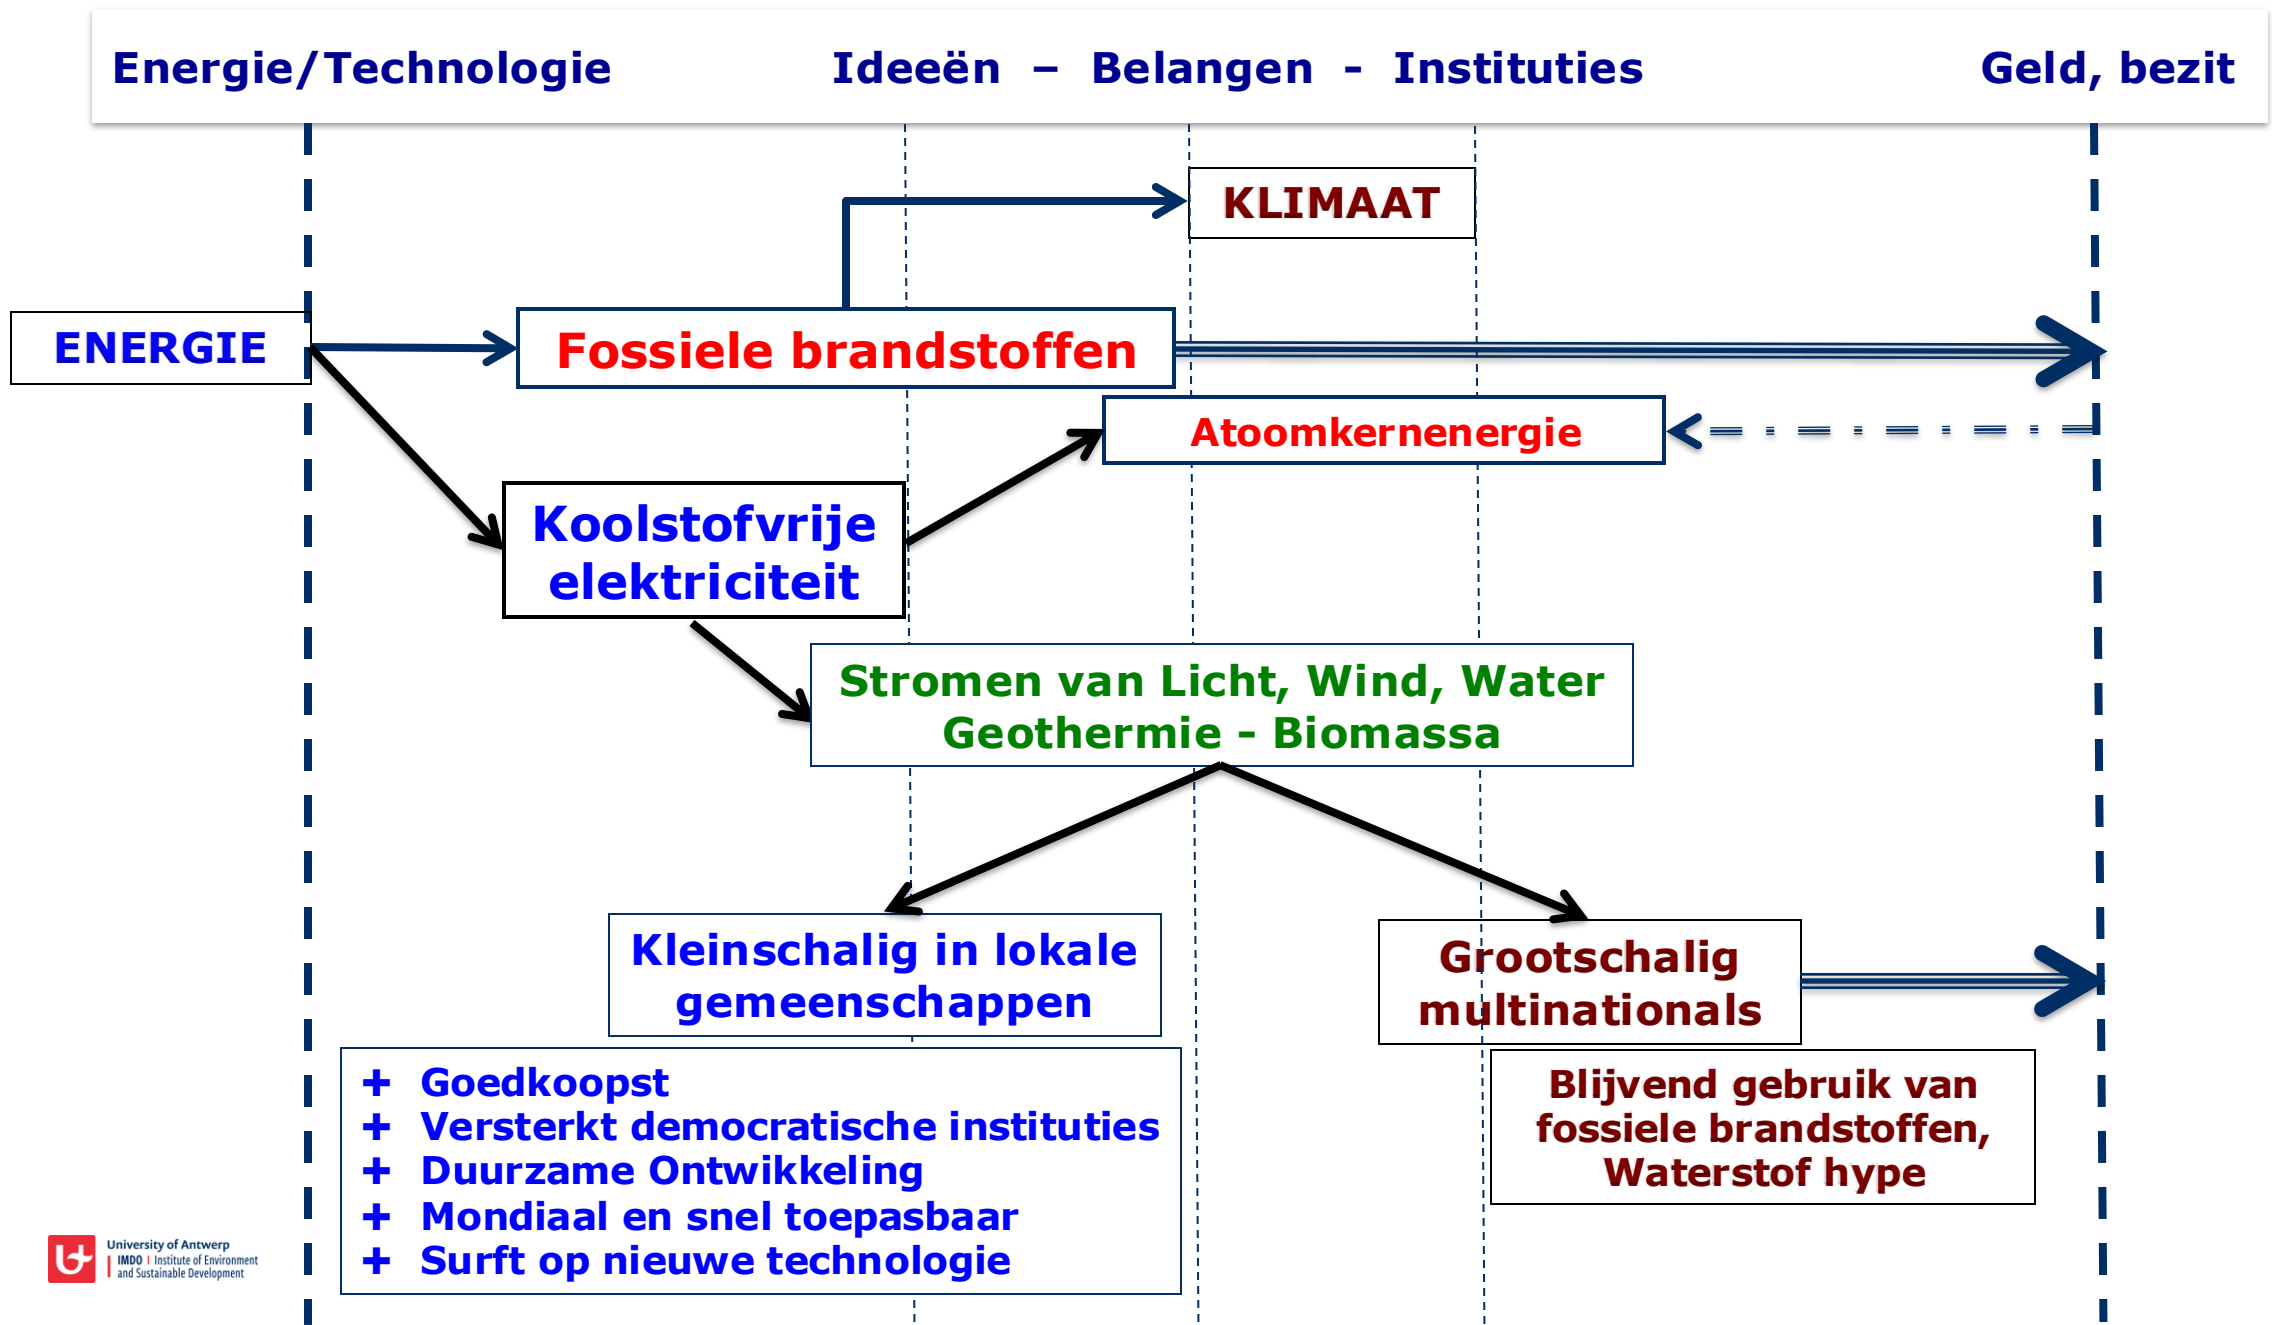 Energie/Technologie Ideeën – Belangen - Instituties Geld, bezit
KLIMAAT
ENERGIE
Fossiele brandstoffen
Atoomkernenergie
Koolstofvrije
elektriciteit
Stromen van Licht, Wind, Water
Geothermie - Biomassa
Kleinschalig in lokale
gemeenschappen
Grootschalig
multinationals
+ Goedkoopst
+ Versterkt democratische instituties
+ Duurzame Ontwikkeling
+ Mondiaal en snel toepasbaar
+ Surft op nieuwe technologie
Blijvend gebruik van
fossiele brandstoffen,
Waterstof hype
University of Antwerp
IMDO I Institute of Environment
and Sustainable Development